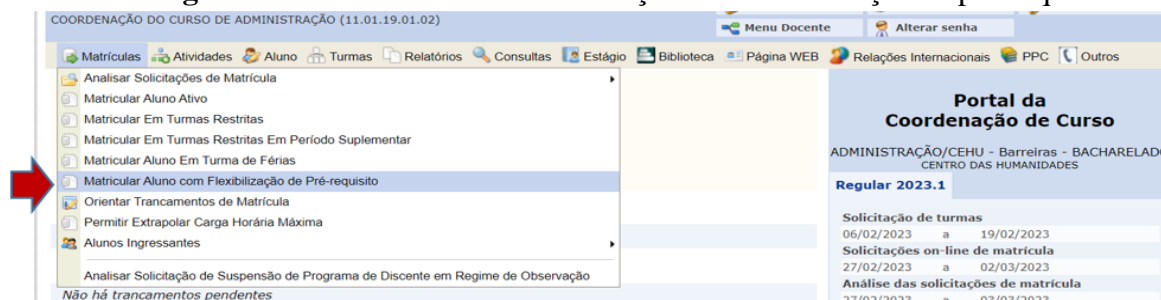 COORDENAÇÃO DO CURSO DE ADMINISTRAÇÃO (11.01.19.01.02)
Menu Docente Alterar senha
Matrículas Atividades Aluno Turmas Relatórios Consultas Estágio Biblioteca Página WEB Relações Internacionais PPC Outros
Analisar Solicitações de Matrícula
Matricular Aluno Ativo
Matricular Em Turmas Restritas
Matricular Em Turmas Restritas Em Período Suplementar
Matricular Aluno Em Turma de Férias
Matricular Aluno com Flexibilização de Pré-requisito
Orientar Trancamentos de Matrícula
Permitir Extrapolar Carga Horária Máxima
Alunos Ingressantes
Analisar Solicitação de Suspensão de Programa de Discente em Regime de Observação
Não há trancamentos pendentes
Portal da
Coordenação de Curso
ADMINISTRAÇÃO/CEHU - Barreiras - BACHARELADO
CENTRO DAS HUMANIDADES
Regular 2023.1
Solicitação de turmas
06/02/2023 a 19/02/2023
Solicitações on-line de matrícula
27/02/2023 a 02/03/2023
Análise das solicitações de matrícula
27/02/2023 a 03/03/2023